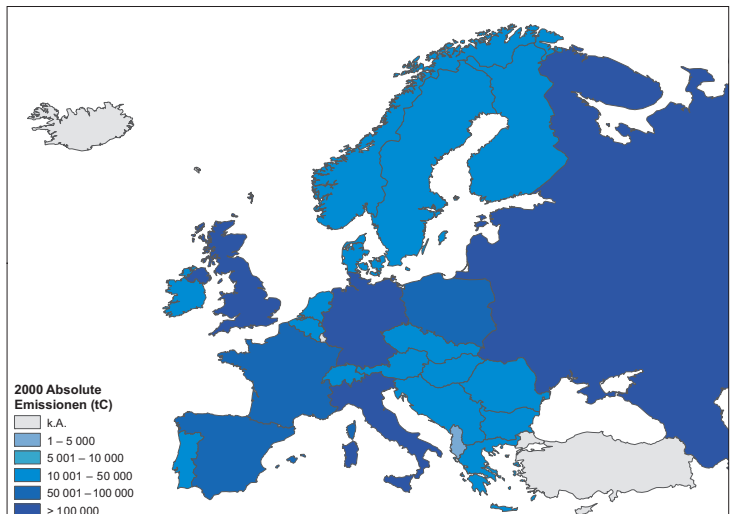 2000 Absolute
Emissionen (tC)
k.A.
1 – 5 000
5 001 – 10 000
10 001 – 50 000
50 001 – 100 000
> 100 000